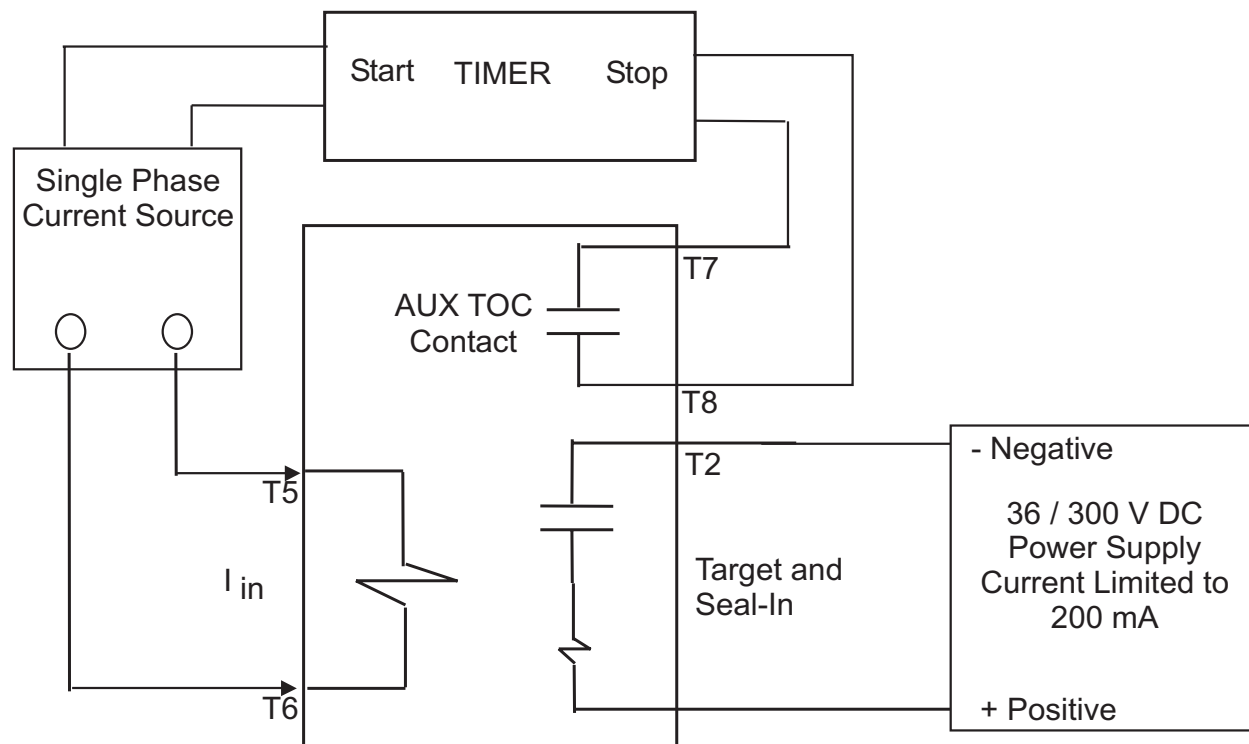 Start TIMER Stop
Single Phase
Current Source
T7
AUX TOC
Contact
T8
T2
- Negative
T5
36 / 300 V DC
Power Supply
Current Limited to
200 mA
I in
Target and
Seal-In
T6
+ Positive